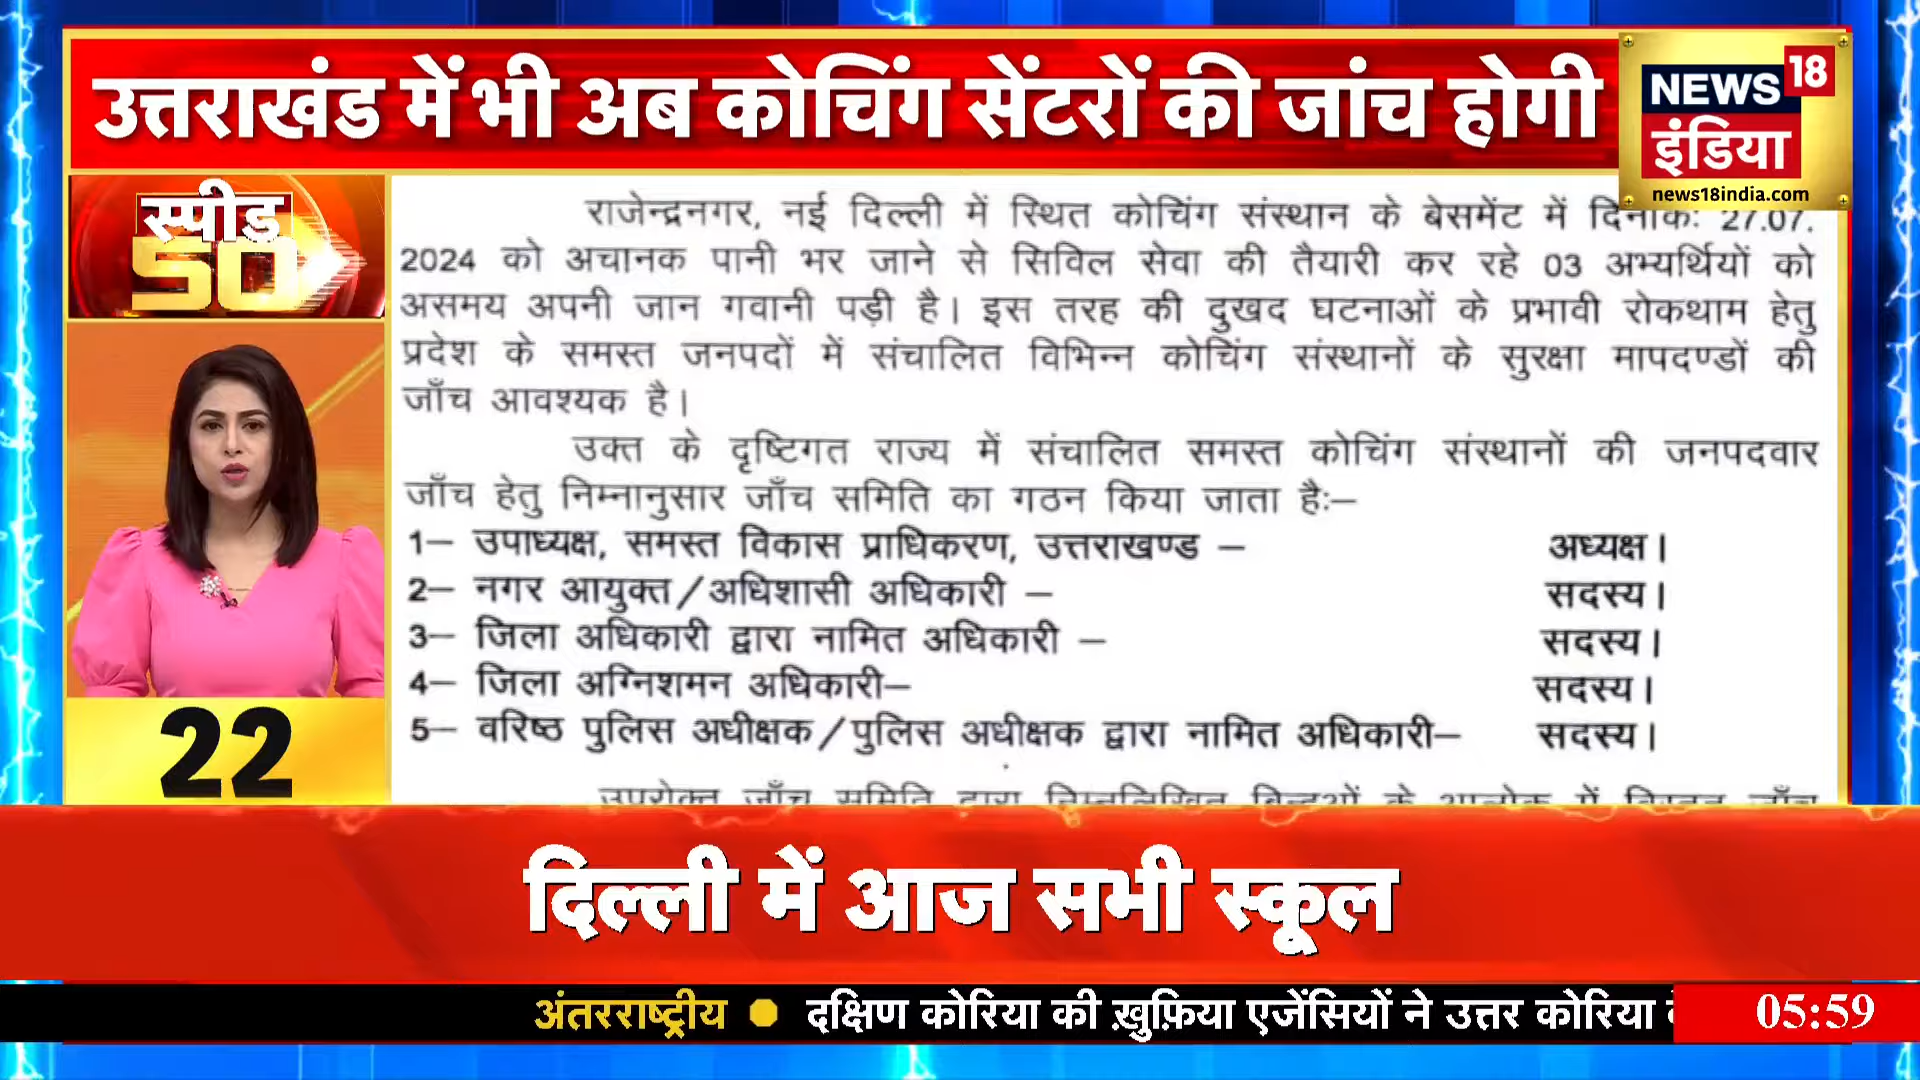 उत्तराखंड में भी अब कोचिंग सेंटरों की जांच होगी
NEWS 18
इंडिया
news18india.com
स्पीड
50
राजेन्द्रनगर, नई दिल्ली में स्थित कोचिंग संस्थान के बेसमेंट में दिनांकः 27.07.
2024 को अचानक पानी भर जाने से सिविल सेवा की तैयारी कर रहे 03 अभ्यर्थियों को
असमय अपनी जान गवानी पड़ी है। इस तरह की दुखद घटनाओं के प्रभावी रोकथाम हेतु
प्रदेश के समस्त जनपदों में संचालित विभिन्न कोचिंग संस्थानों के सुरक्षा मापदण्डों की
जाँच आवश्यक है।
उक्त के दृष्टिगत राज्य में संचालित समस्त कोचिंग संस्थानों की जनपदवार
जाँच हेतु निम्नानुसार जाँच समिति का गठन किया जाता हैः–
1– उपाध्यक्ष, समस्त विकास प्राधिकरण, उत्तराखण्ड – अध्यक्ष।
2– नगर आयुक्त/अधिशासी अधिकारी – सदस्य।
3– जिला अधिकारी द्वारा नामित अधिकारी – सदस्य।
4– जिला अग्निशमन अधिकारी– सदस्य।
5– वरिष्ठ पुलिस अधीक्षक/पुलिस अधीक्षक द्वारा नामित अधिकारी– सदस्य।
उपरोक्त जाँच समिति द्वारा निम्नलिखित बिन्दुओं के आलोक में विस्तृत जाँच
22
दिल्ली में आज सभी स्कूल
अंतरराष्ट्रीय
दक्षिण कोरिया की ख़ुफ़िया एजेंसियों ने उत्तर कोरिया
05:59